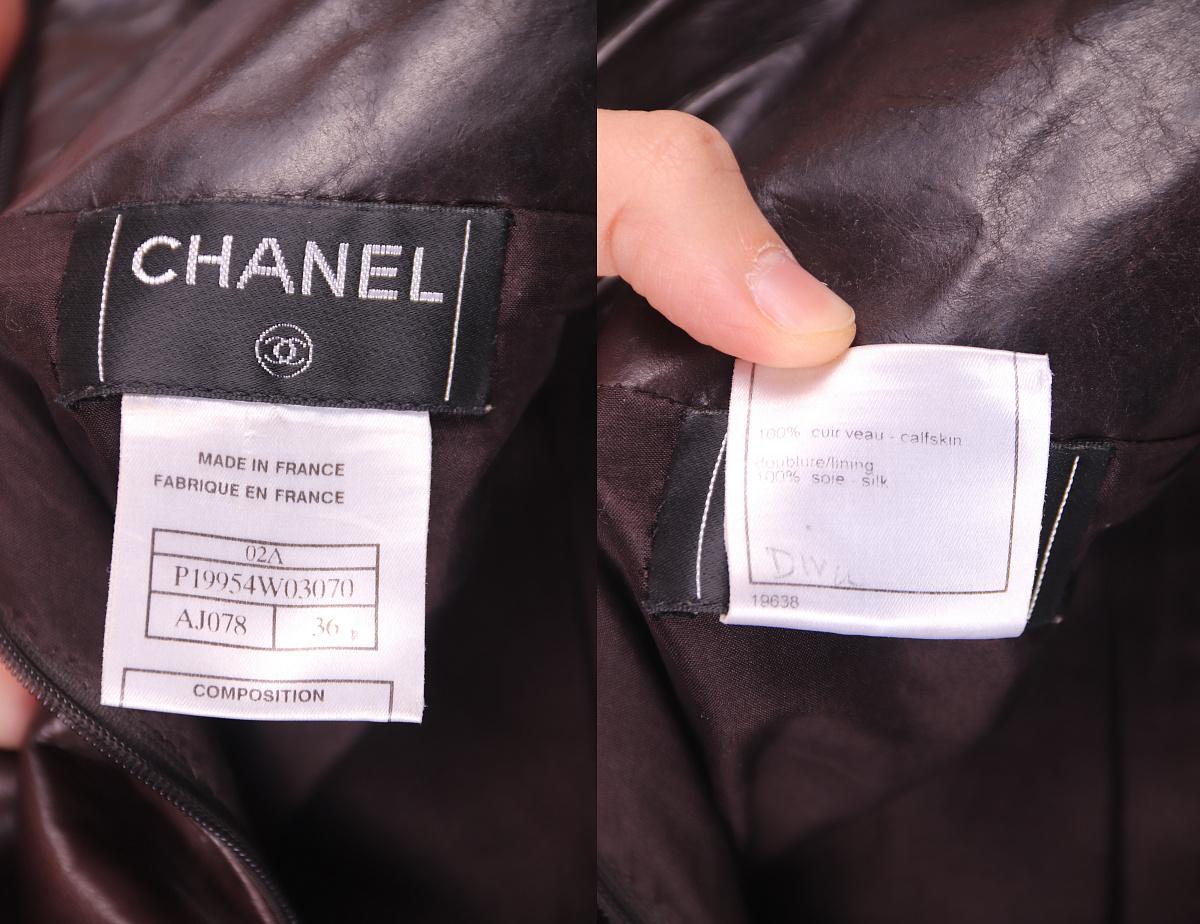 CHANEL
MADE IN FRANCE
FABRIQUE EN FRANCE
02A
P19954W03070
AJ078 36
COMPOSITION
100% cuir veau - calfskin
doublure/lining
100% soie - silk
19638